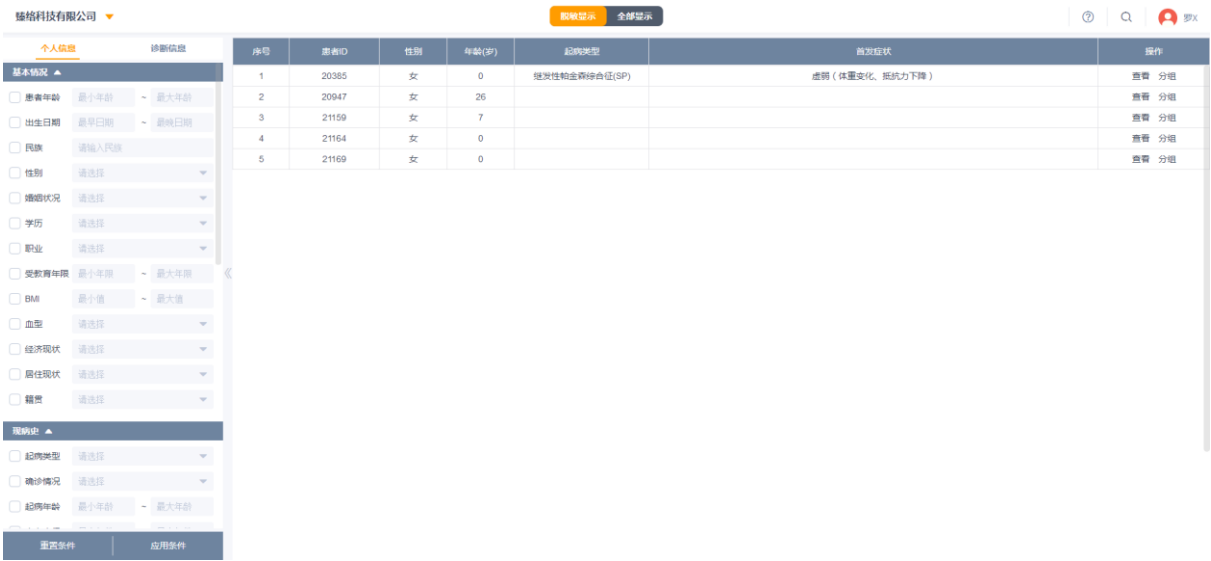 臻格科技有限公司 脱敏显示 全部显示 罗X
个人信息 诊断信息
基本情况
患者年龄 最小年龄 ~ 最大年龄
出生日期 最早日期 ~ 最晚日期
民族 请输入民族
性别 请选择
婚姻状况 请选择
学历 请选择
职业 请选择
受教育年限 最小年限 ~ 最大年限
BMI 最小值 ~ 最大值
血型 请选择
经济现状 请选择
居住现状 请选择
籍贯 请选择
现病史
起病类型 请选择
确诊情况 请选择
起病年龄 最小年龄 ~ 最大年龄
重置条件 应用条件
序号 患者ID 性别 年龄(岁) 起病类型 首发症状 操作
1 20385 女 0 继发性帕金森综合征(SP) 虚弱（体重变化、抵抗力下降） 查看 分组
2 20947 女 26 查看 分组
3 21159 女 7 查看 分组
4 21164 女 0 查看 分组
5 21169 女 0 查看 分组